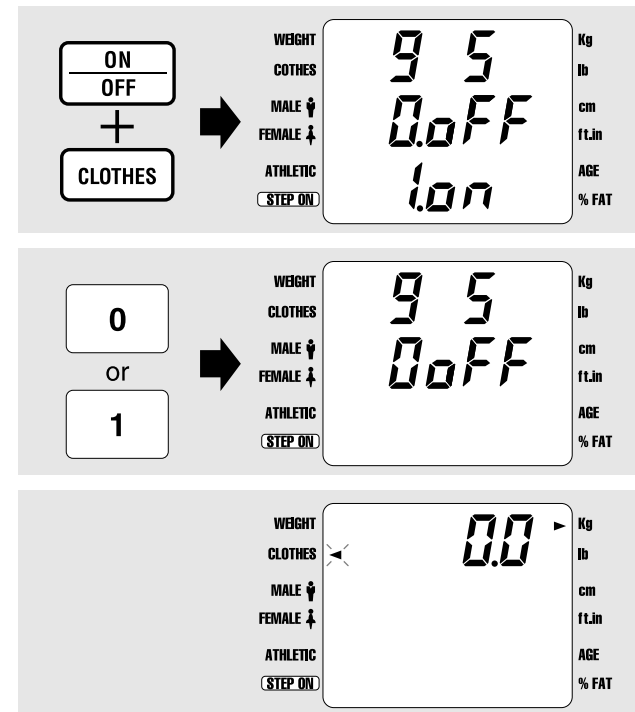 ON
OFF
+
CLOTHES
WEIGHT 9 5 Kg
COTHES lb
MALE 0.oFF cm
FEMALE ft.in
ATHLETIC 1.on AGE
STEP ON % FAT
0
or
1
WEIGHT 9 5 Kg
CLOTHES lb
MALE 0oFF cm
FEMALE ft.in
ATHLETIC AGE
STEP ON % FAT
WEIGHT 0.0 Kg
CLOTHES lb
MALE cm
FEMALE ft.in
ATHLETIC AGE
STEP ON % FAT